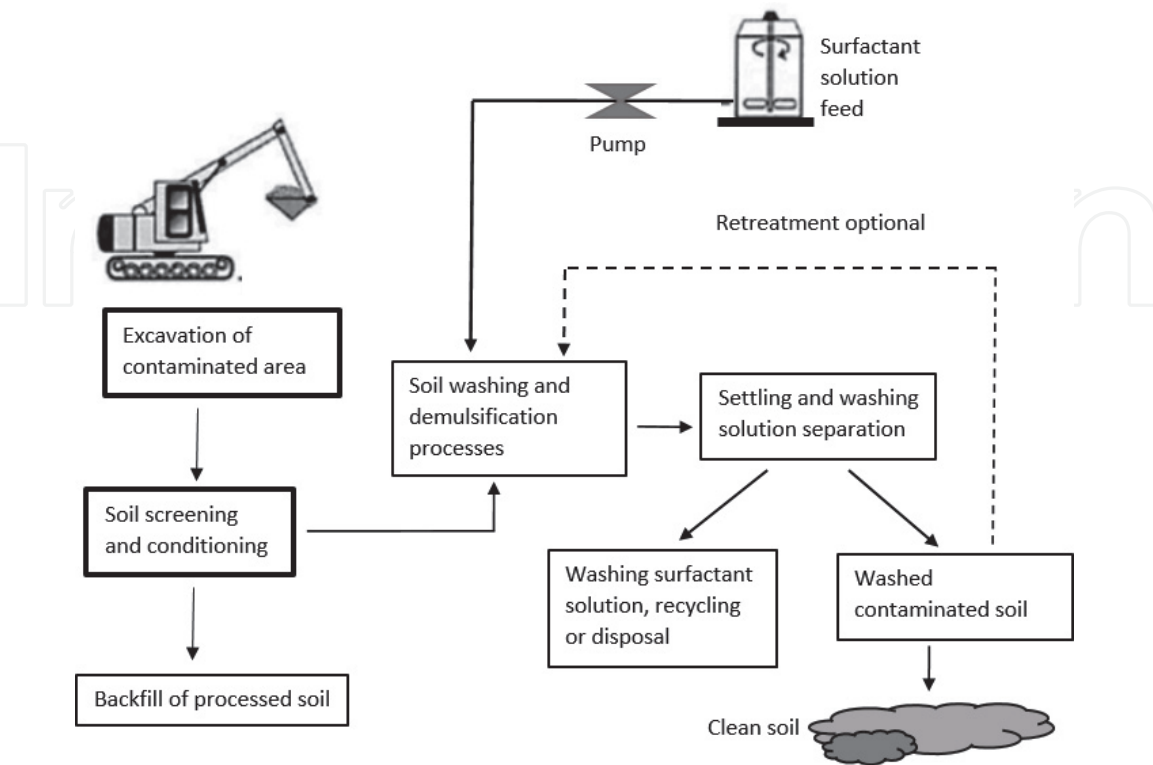 Surfactant
solution
feed
Pump
Retreatment optional
Excavation of
contaminated area
Soil washing and
demulsification
processes
Settling and washing
solution separation
Soil screening
and conditioning
Washing surfactant
solution, recycling
or disposal
Washed
contaminated soil
Backfill of processed soil
Clean soil